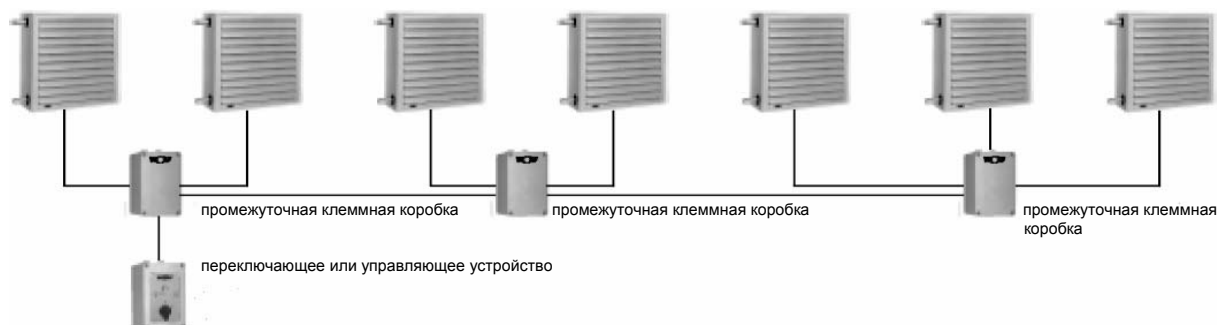 промежуточная клеммная коробка
промежуточная клеммная коробка
промежуточная клеммная
коробка
переключающее или управляющее устройство